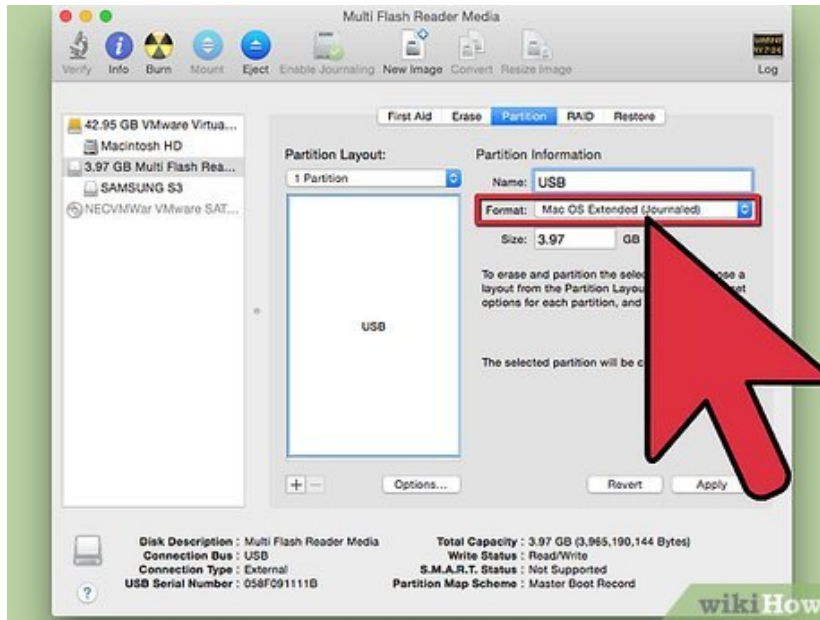 Multi Flash Reader Media
Verify Info Burn Mount Eject Enable Journaling New Image Convert Resize Image Log
First Aid Erase Partition RAID Restore
42.95 GB VMware Virtua...
Macintosh HD
3.97 GB Multi Flash Rea...
SAMSUNG S3
NECVMWar VMware SAT...
Partition Layout:
1 Partition
USB
Partition Information
Name: USB
Format: Mac OS Extended (Journaled)
Size: 3.97 GB
To erase and partition the
layout from the Partition
options for each partition, and
The selected partition will be
+ −
Options...
Revert
Apply
Disk Description : Multi Flash Reader Media
Connection Bus : USB
Connection Type : External
USB Serial Number : 058F091111B
Total Capacity : 3.97 GB (3,965,190,144 Bytes)
Write Status : Read/Write
S.M.A.R.T. Status : Not Supported
Partition Map Scheme : Master Boot Record
?
wikiHow